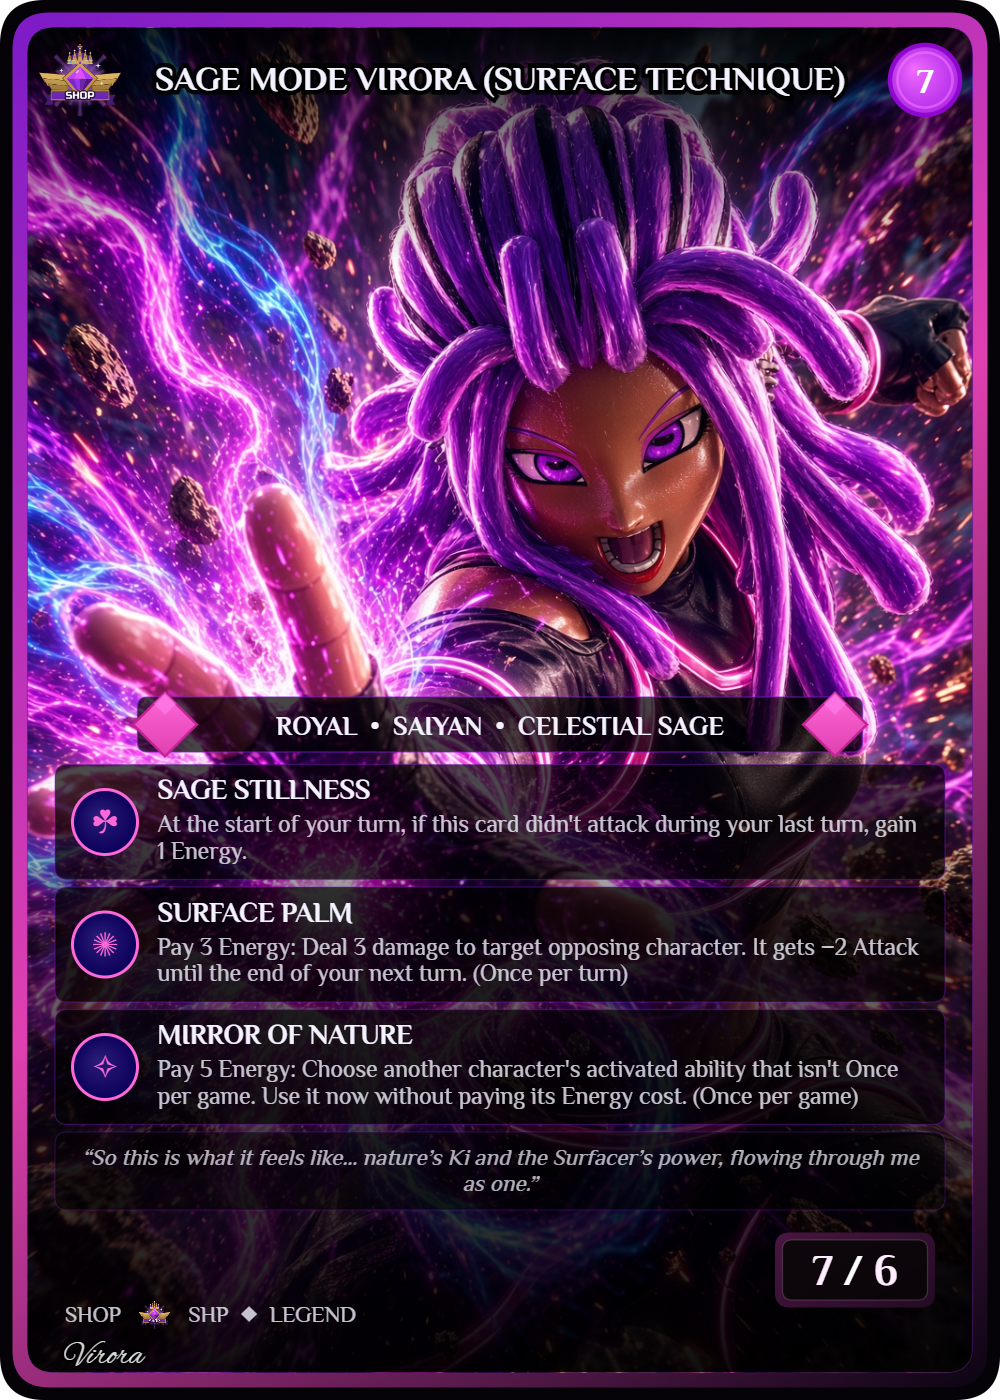 SHOP
SAGE MODE VIRORA (SURFACE TECHNIQUE)
7
ROYAL • SAIYAN • CELESTIAL SAGE
SAGE STILLNESS
At the start of your turn, if this card didn't attack during your last turn, gain
1 Energy.
SURFACE PALM
Pay 3 Energy: Deal 3 damage to target opposing character. It gets −2 Attack
until the end of your next turn. (Once per turn)
MIRROR OF NATURE
Pay 5 Energy: Choose another character's activated ability that isn't Once
per game. Use it now without paying its Energy cost. (Once per game)
“So this is what it feels like... nature’s Ki and the Surfacer’s power, flowing through me
as one.”
7 / 6
SHOP SHP ◆ LEGEND
Virora